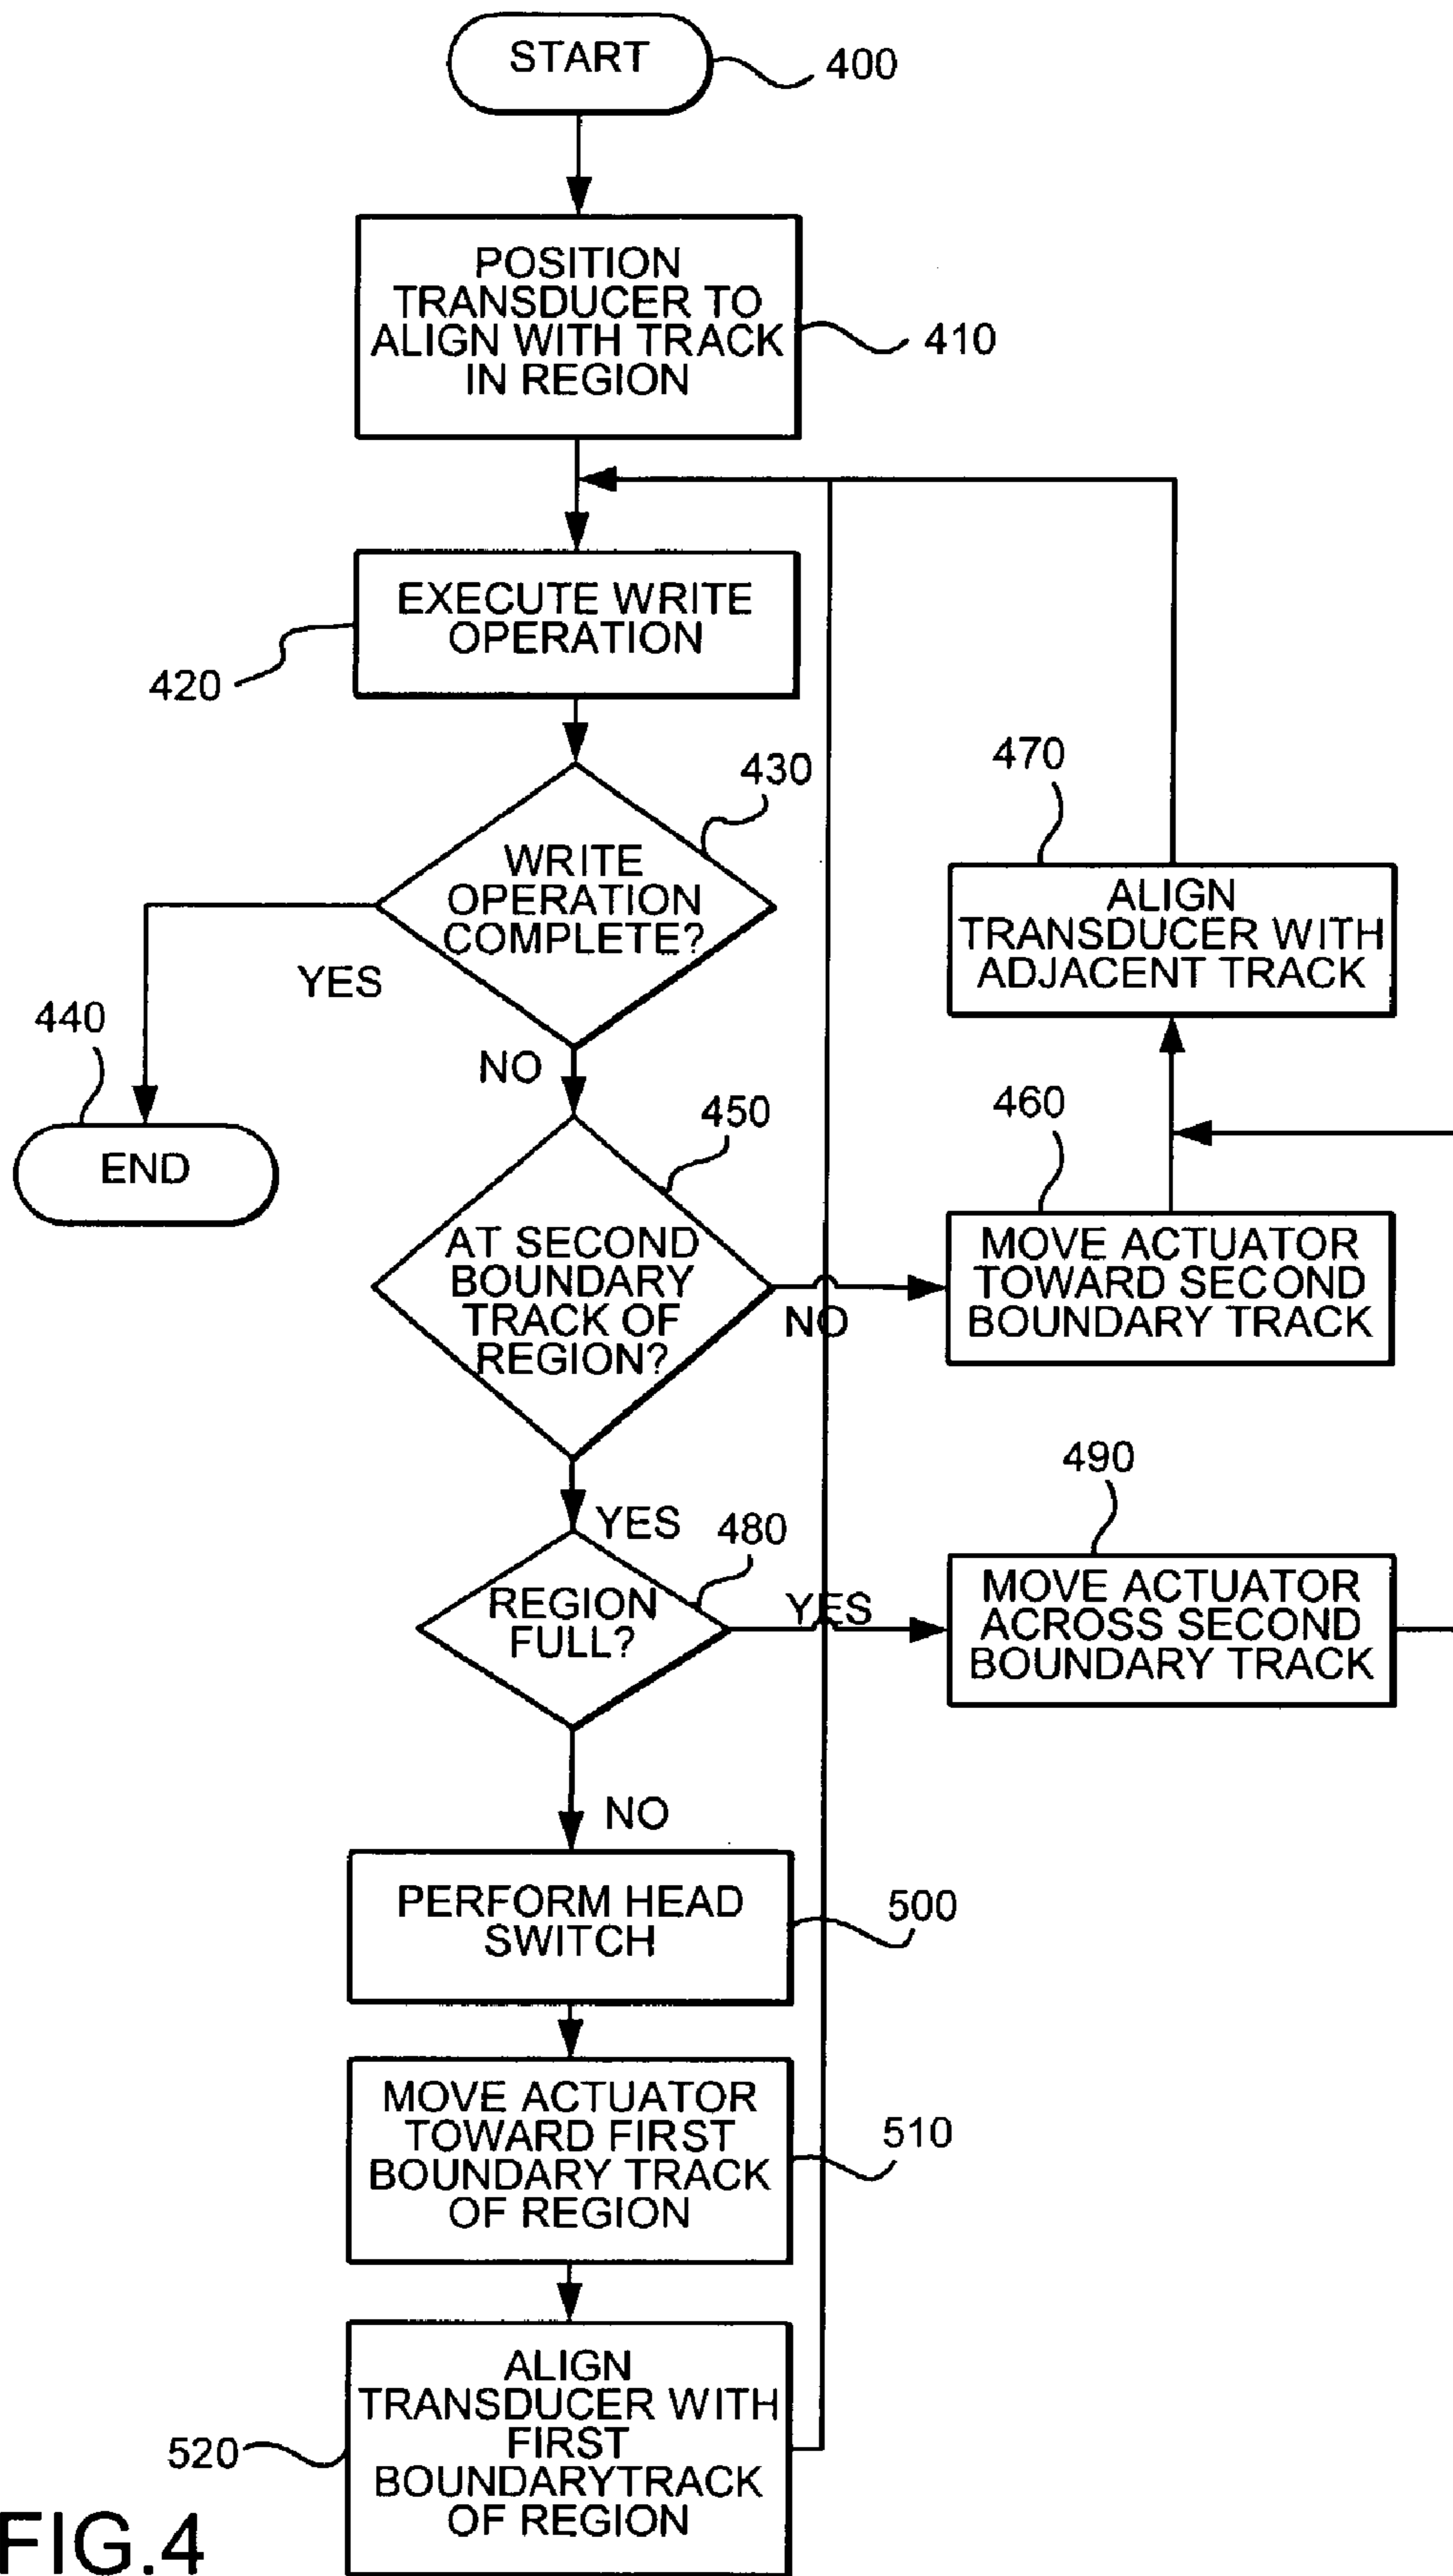 START
400
POSITION
TRANSDUCER TO
ALIGN WITH TRACK
IN REGION
410
EXECUTE WRITE
OPERATION
420
430
WRITE
OPERATION
COMPLETE?
YES
NO
440
END
470
ALIGN
TRANSDUCER WITH
ADJACENT TRACK
450
AT SECOND
BOUNDARY
TRACK OF
REGION?
NO
YES
460
MOVE ACTUATOR
TOWARD SECOND
BOUNDARY TRACK
480
REGION
FULL?
YES
NO
490
MOVE ACTUATOR
ACROSS SECOND
BOUNDARY TRACK
PERFORM HEAD
SWITCH
500
MOVE ACTUATOR
TOWARD FIRST
BOUNDARY TRACK
OF REGION
510
ALIGN
TRANSDUCER WITH
FIRST
BOUNDARYTRACK
OF REGION
520
FIG.4